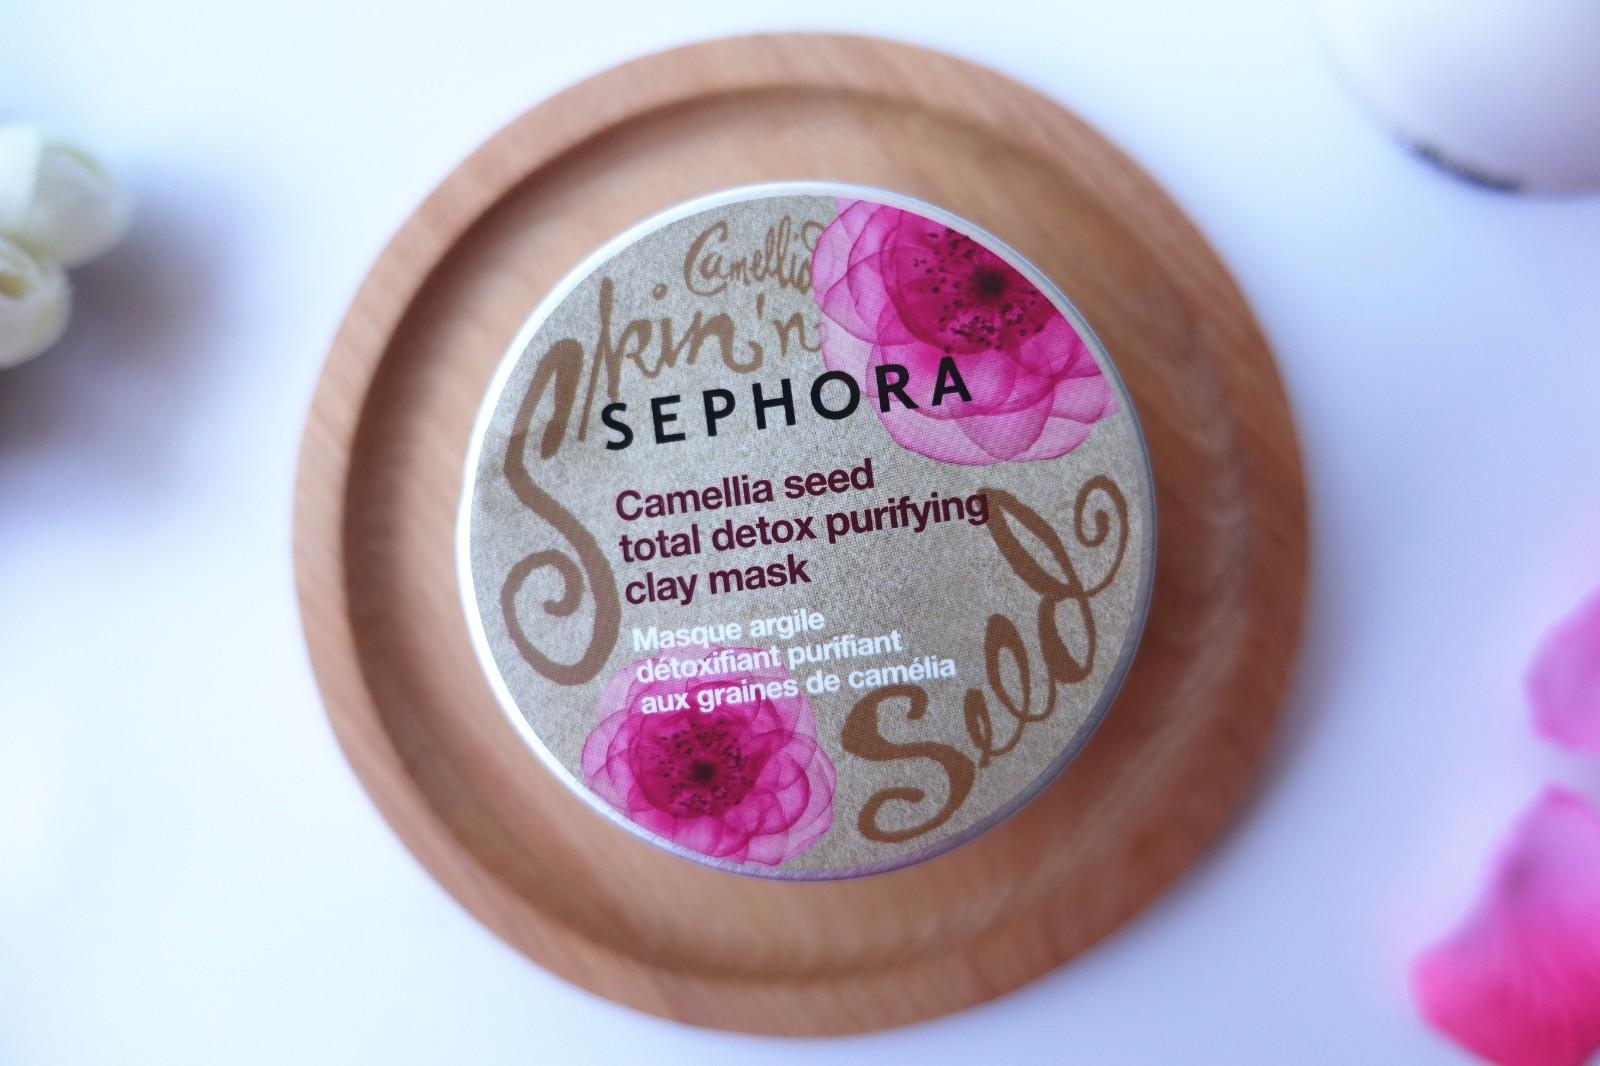 Camellia
Skin'n
SEPHORA
Camellia seed
total detox purifying
clay mask
Masque argile
détoxifiant purifiant
aux graines de camélia
Seed